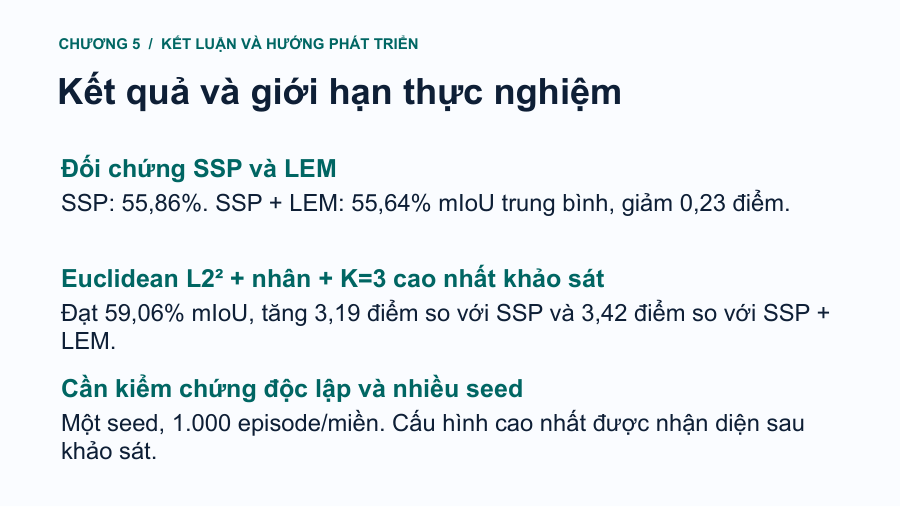 CHƯƠNG 5 / KẾT LUẬN VÀ HƯỚNG PHÁT TRIỂN
Kết quả và giới hạn thực nghiệm
Đối chứng SSP và LEM
SSP: 55,86%. SSP + LEM: 55,64% mIoU trung bình, giảm 0,23 điểm.
Euclidean L2² + nhân + K=3 cao nhất khảo sát
Đạt 59,06% mIoU, tăng 3,19 điểm so với SSP và 3,42 điểm so với SSP +
LEM.
Cần kiểm chứng độc lập và nhiều seed
Một seed, 1.000 episode/miền. Cấu hình cao nhất được nhận diện sau
khảo sát.